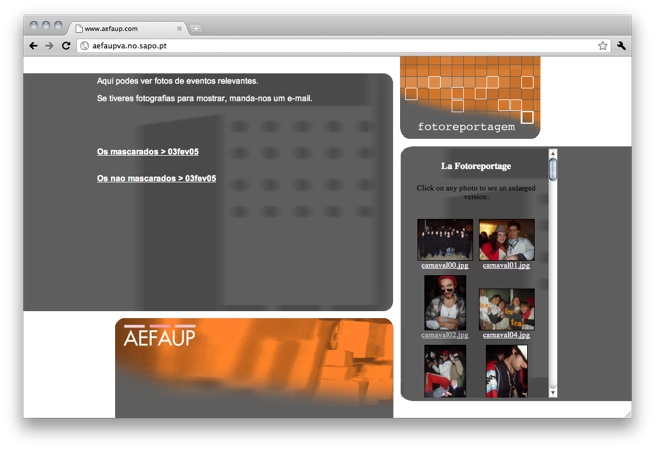 www.aefaup.com
aefaupva.no.sapo.pt
Aqui podes ver fotos de eventos relevantes.
Se tiveres fotografias para mostrar, manda-nos um e-mail.
Os mascarados > 03fev05
Os nao mascarados > 03fev05
AEFAUP
fotoreportagem
La Fotoreportage
Click on any photo to see an enlarged
version.
carnaval00.jpg carnaval01.jpg
carnaval02.jpg carnaval04.jpg